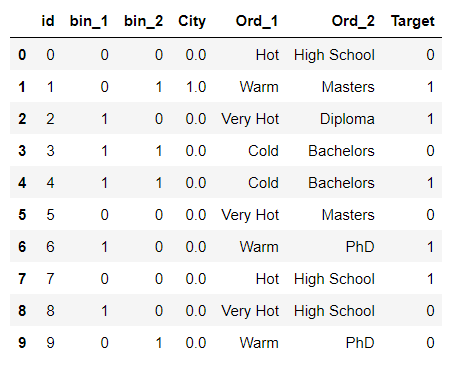 id bin_1 bin_2 City Ord_1 Ord_2 Target
0 0 0 0 0.0 Hot High School 0
1 1 0 1 1.0 Warm Masters 1
2 2 1 0 0.0 Very Hot Diploma 1
3 3 1 1 0.0 Cold Bachelors 0
4 4 1 1 0.0 Cold Bachelors 1
5 5 0 0 0.0 Very Hot Masters 0
6 6 1 0 0.0 Warm PhD 1
7 7 0 0 0.0 Hot High School 1
8 8 1 0 0.0 Very Hot High School 0
9 9 0 1 0.0 Warm PhD 0